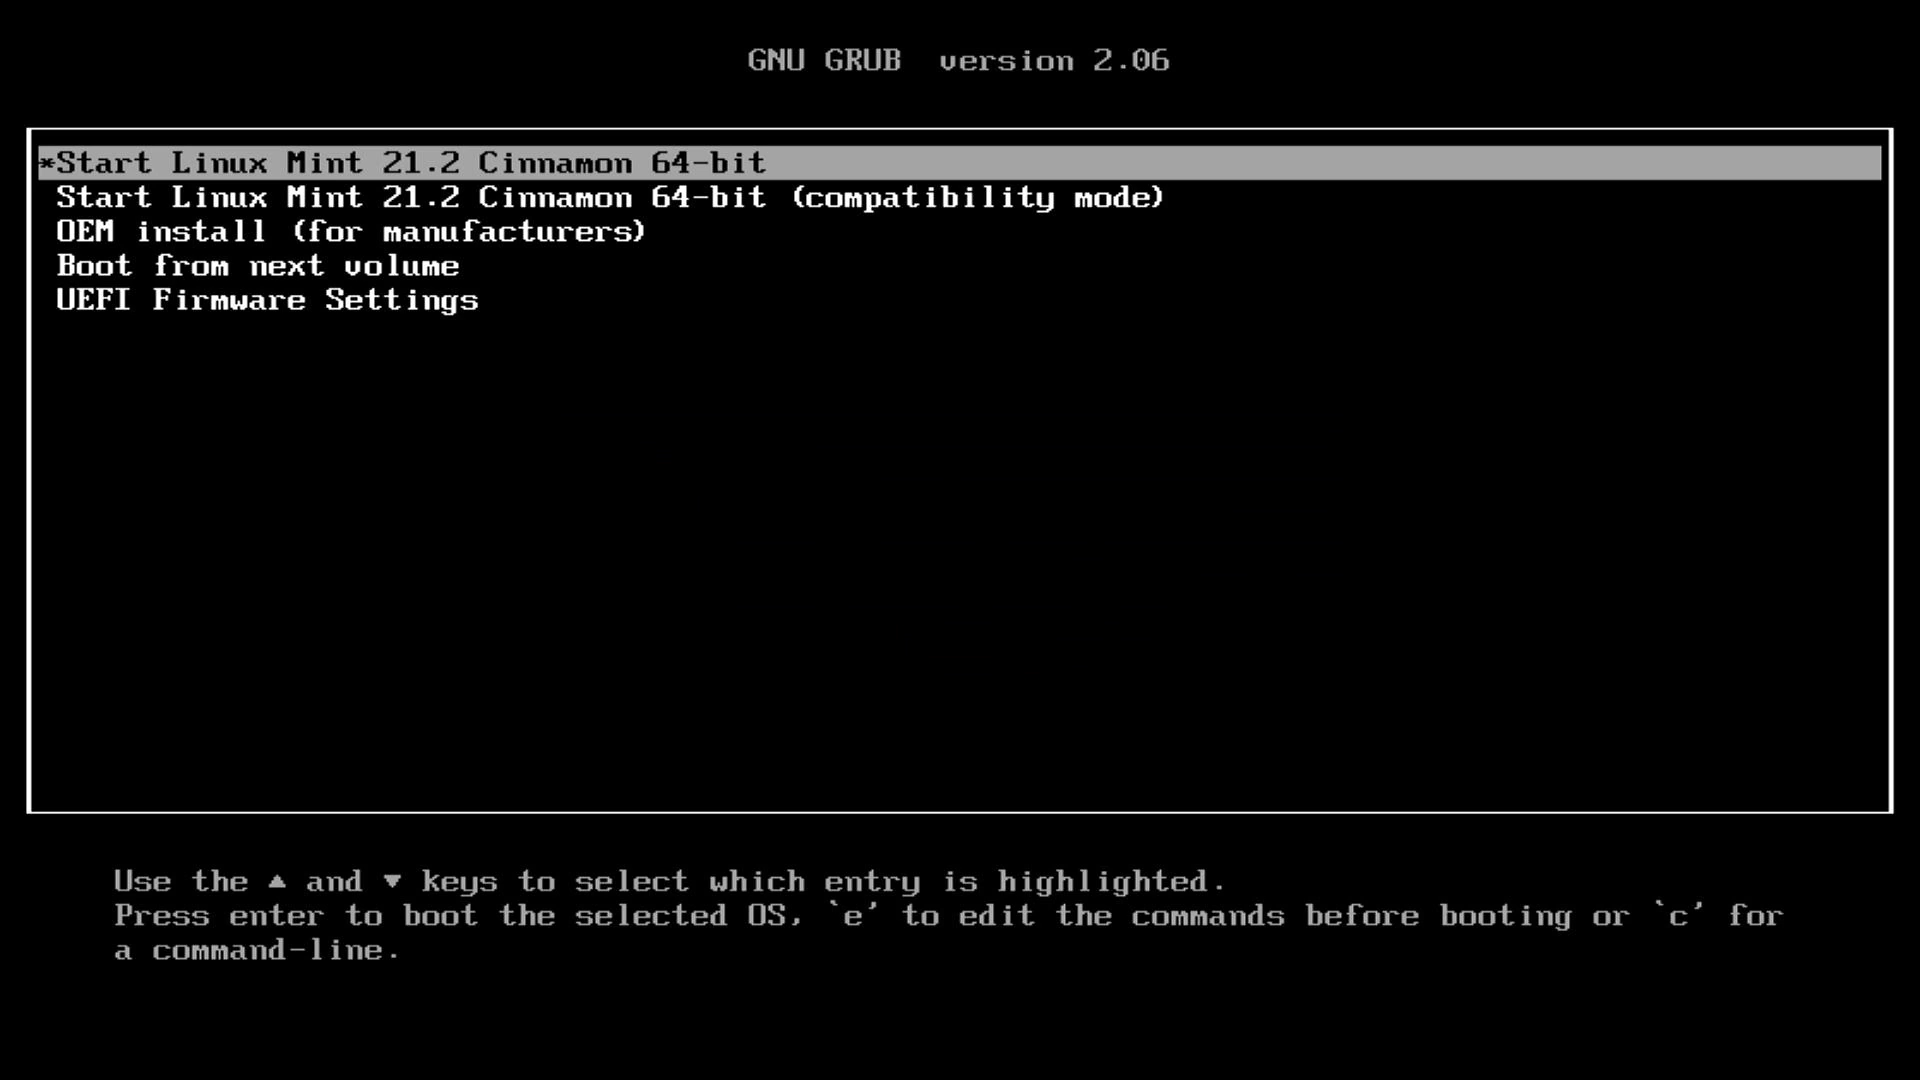 GNU GRUB  version 2.06
*Start Linux Mint 21.2 Cinnamon 64-bit
Start Linux Mint 21.2 Cinnamon 64-bit (compatibility mode)
OEM install (for manufacturers)
Boot from next volume
UEFI Firmware Settings
Use the ▲ and ▼ keys to select which entry is highlighted.
Press enter to boot the selected OS, `e' to edit the commands before booting or `c' for
a command-line.